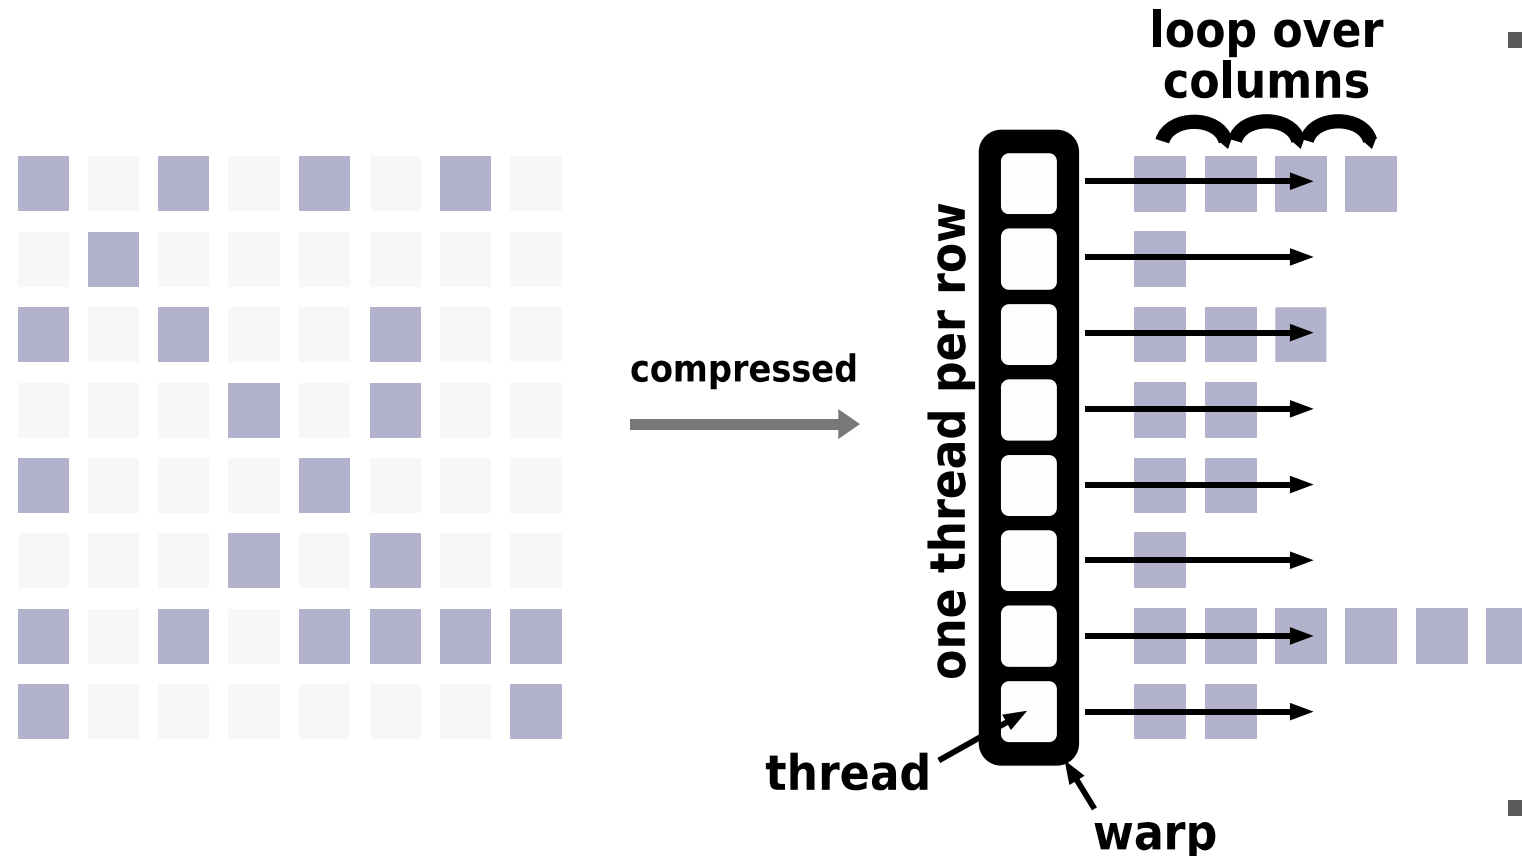 loop over
columns
one thread per row
compressed
thread
warp